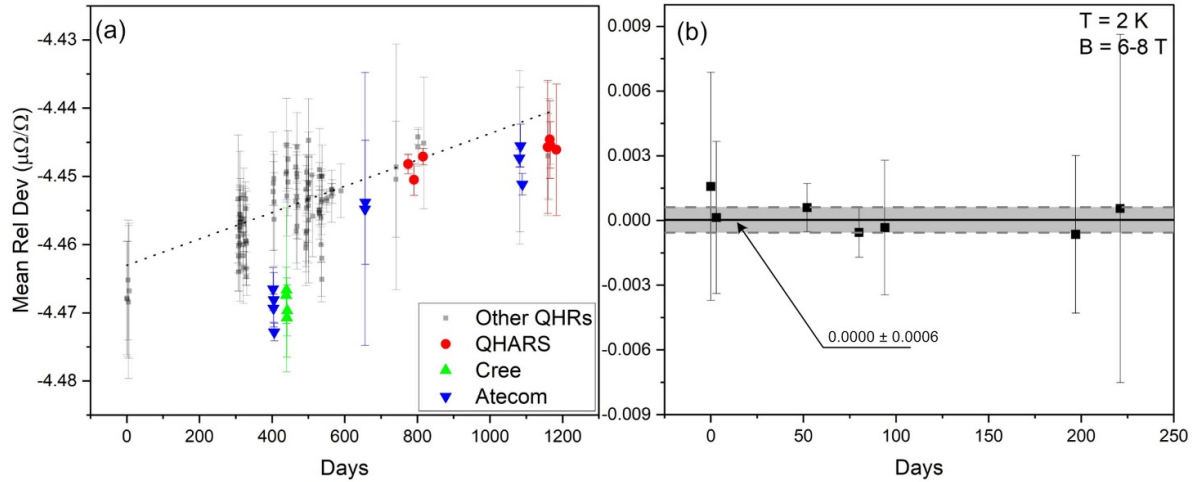 (a)
-4.43
-4.44
-4.45
-4.46
-4.47
-4.48
Mean Rel Dev (μΩ/Ω)
0 200 400 600 800 1000 1200
Days
Other QHRs
QHARS
Cree
Atecom
(b)
T = 2 K
B = 6-8 T
0.009
0.006
0.003
0.000
-0.003
-0.006
-0.009
0.0000 ± 0.0006
0 50 100 150 200 250
Days